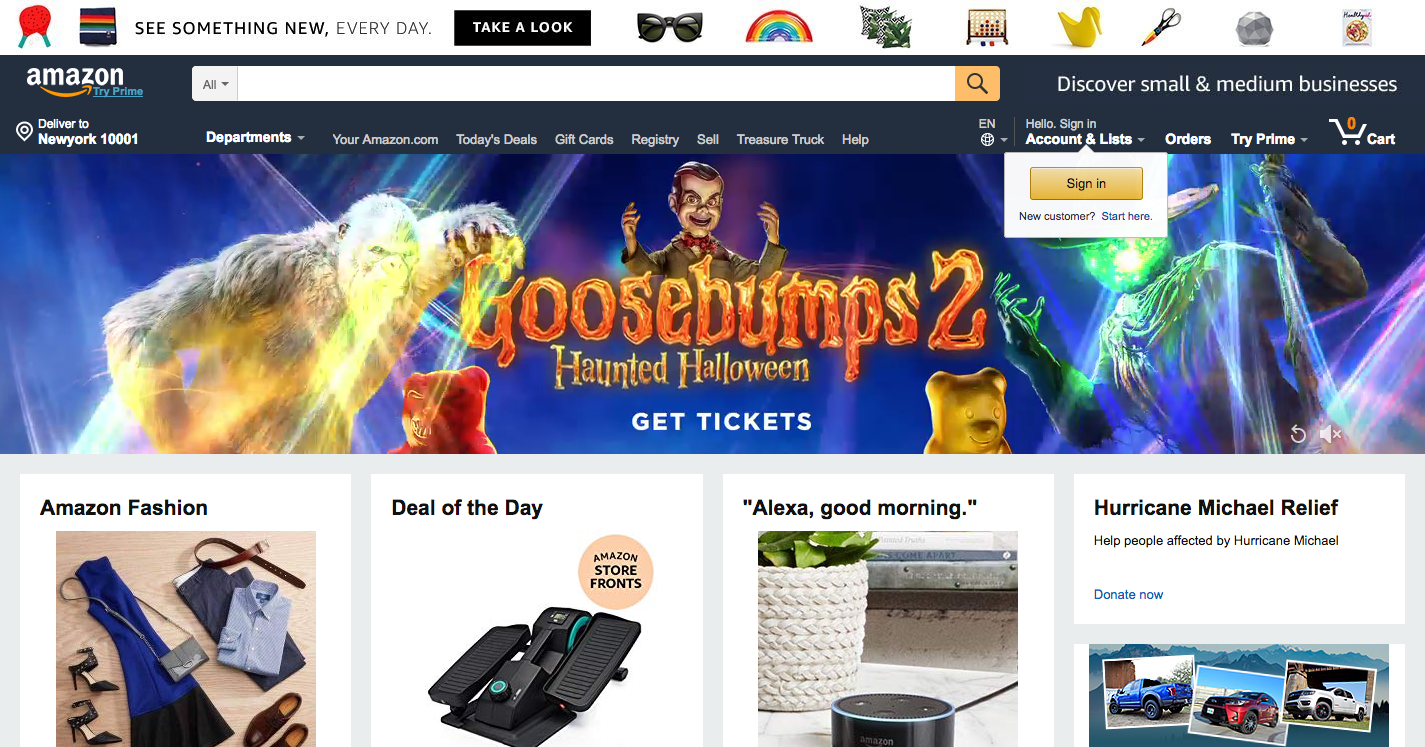 SEE SOMETHING NEW, EVERY DAY.
TAKE A LOOK
Healthyish
amazon
Try Prime
All
Discover small & medium businesses
Deliver to
Newyork 10001
Departments
Your Amazon.com
Today's Deals
Gift Cards
Registry
Sell
Treasure Truck
Help
EN
Hello. Sign in
Account & Lists
Orders
Try Prime
0
Cart
Sign in
New customer? Start here.
GOOSEBUMPS 2
HAUNTED HALLOWEEN
GET TICKETS
Amazon Fashion
Deal of the Day
AMAZON
STORE
FRONTS
"Alexa, good morning."
COME APART
amazon
Hurricane Michael Relief
Help people affected by Hurricane Michael
Donate now